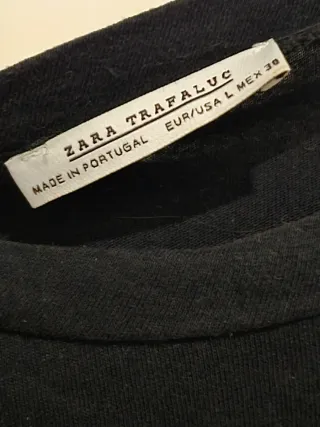 ZARA TRAFALUC
MADE IN PORTUGAL EUR/USA L MEX 30